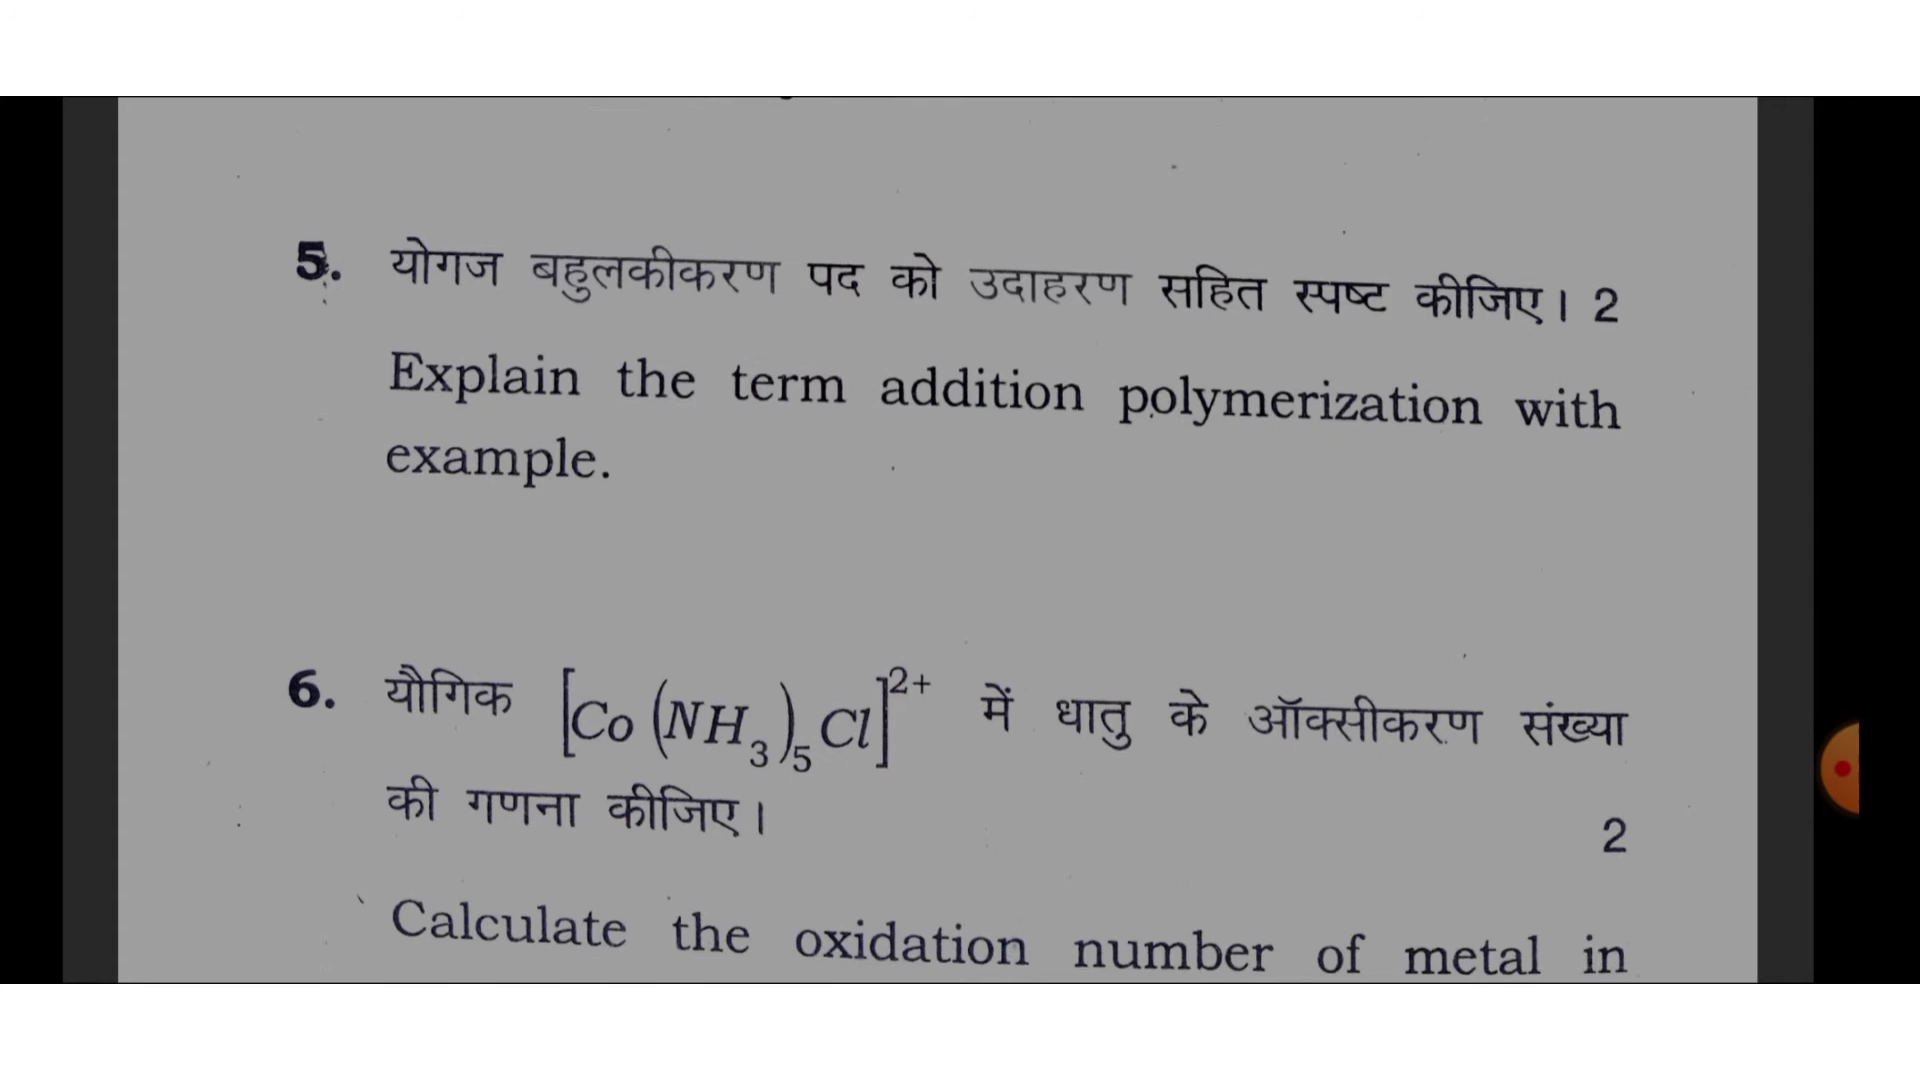 5. योगज बहुलकीकरण पद को उदाहरण सहित स्पष्ट कीजिए। 2
Explain the term addition polymerization with
example.
6. यौगिक [Co(NH₃)₅Cl]²⁺ में धातु के ऑक्सीकरण संख्या
की गणना कीजिए। 2
Calculate the oxidation number of metal in